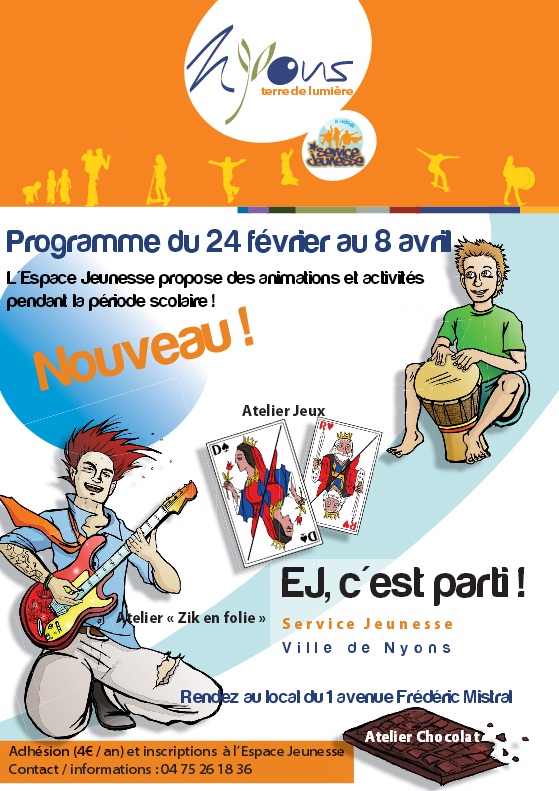 Nyons
terre de lumière
Service
Jeunesse
Programme du 24 février au 8 avril
L'Espace Jeunesse propose des animations et activités
pendant la période scolaire !
Nouveau !
Atelier Jeux
D
R
D
R
EJ, c'est parti !
Atelier « Zik en folie »
Service Jeunesse
Ville de Nyons
Rendez au local du 1 avenue Frédéric Mistral
Atelier Chocolat
Adhésion (4€ / an) et inscriptions à l'Espace Jeunesse
Contact / informations : 04 75 26 18 36